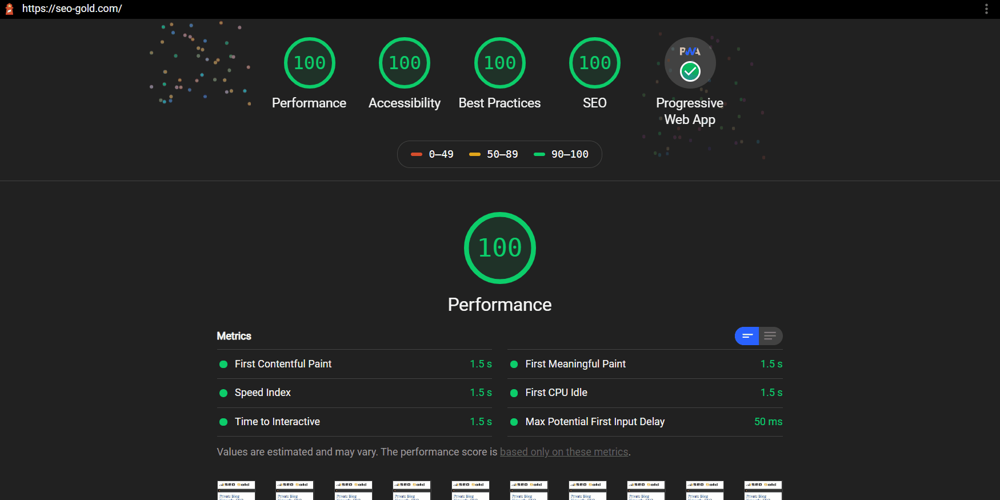 https://seo-gold.com/
100 100 100 100 PWA
Performance Accessibility Best Practices SEO Progressive
Web App
0–49 50–89 90–100
100
Performance
Metrics
First Contentful Paint 1.5 s First Meaningful Paint 1.5 s
Speed Index 1.5 s First CPU Idle 1.5 s
Time to Interactive 1.5 s Max Potential First Input Delay 50 ms
Values are estimated and may vary. The performance score is based only on these metrics.
SEO Gold SEO Gold SEO Gold SEO Gold SEO Gold SEO Gold SEO Gold SEO Gold SEO Gold SEO Gold
Private Blog Private Blog Private Blog Private Blog Private Blog Private Blog Private Blog Private Blog Private Blog Private Blog